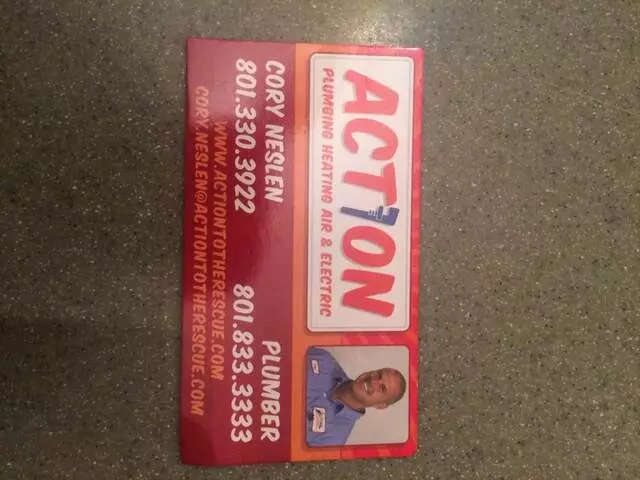 ACTION
PLUMBING HEATING AIR & ELECTRIC
CORY NESLEN PLUMBER
801.330.3922 801.833.3333
WWW.ACTIONTOTHERESCUE.COM
CORY.NESLEN@ACTIONTOTHERESCUE.COM